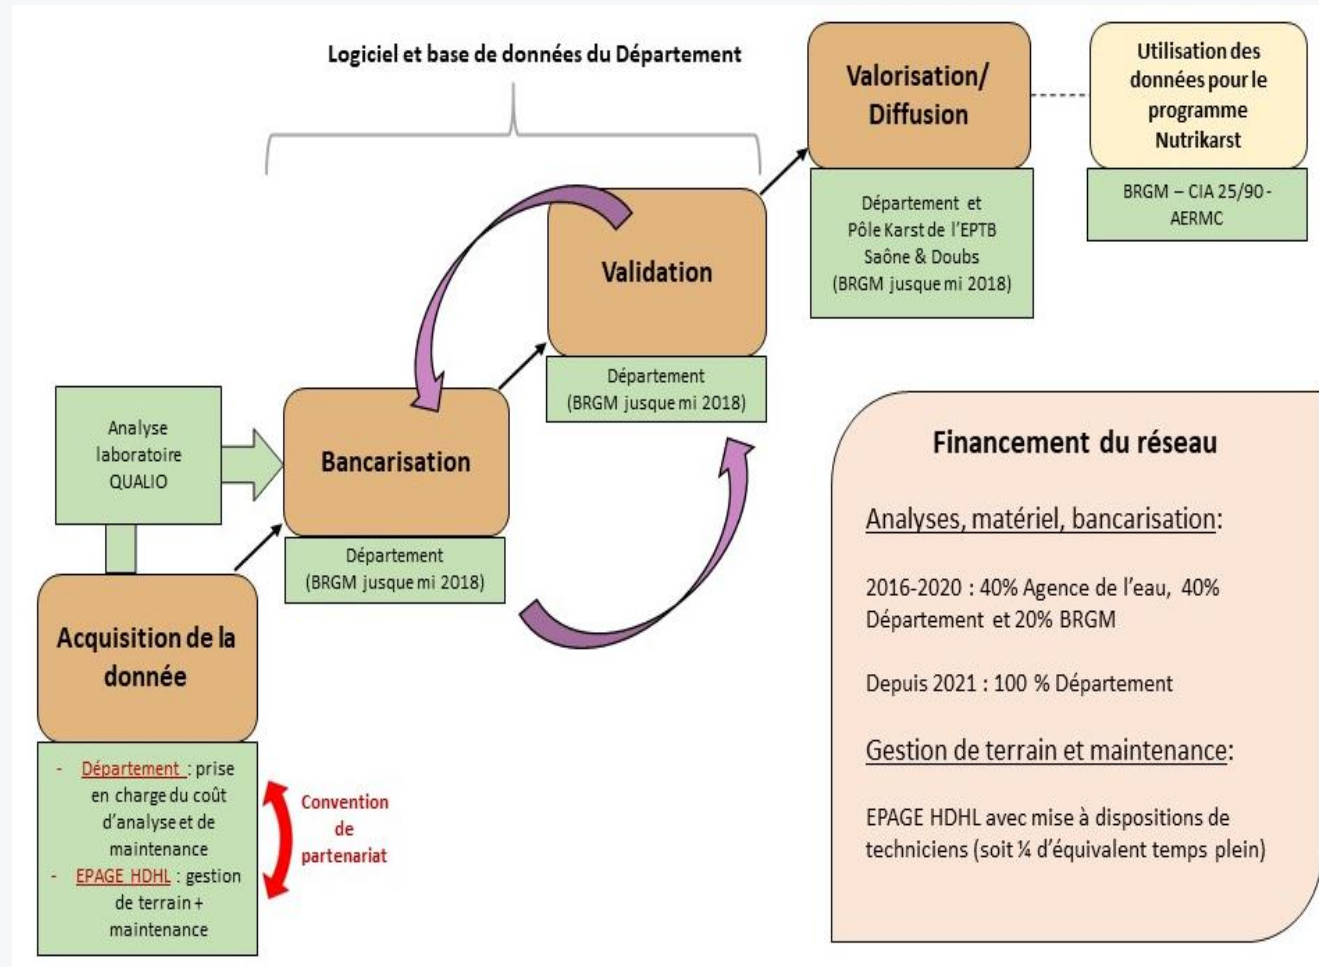 Logiciel et base de données du Département
Valorisation/
Diffusion
Département et
Pôle Karst de l'EPTB
Saône & Doubs
(BRGM jusque mi 2018)
Utilisation des
données pour le
programme
Nutrikarst
BRGM – CIA 25/90 -
AERMC
Validation
Département
(BRGM jusque mi 2018)
Analyse
laboratoire
QUALIO
Bancarisation
Département
(BRGM jusque mi 2018)
Acquisition de la
donnée
- Département : prise
en charge du coût
d'analyse et de
maintenance
- EPAGE HDHL : gestion
de terrain +
maintenance
Convention
de
partenariat
Financement du réseau
Analyses, matériel, bancarisation:
2016-2020 : 40% Agence de l'eau, 40%
Département et 20% BRGM
Depuis 2021 : 100 % Département
Gestion de terrain et maintenance:
EPAGE HDHL avec mise à dispositions de
techniciens (soit ¼ d'équivalent temps plein)